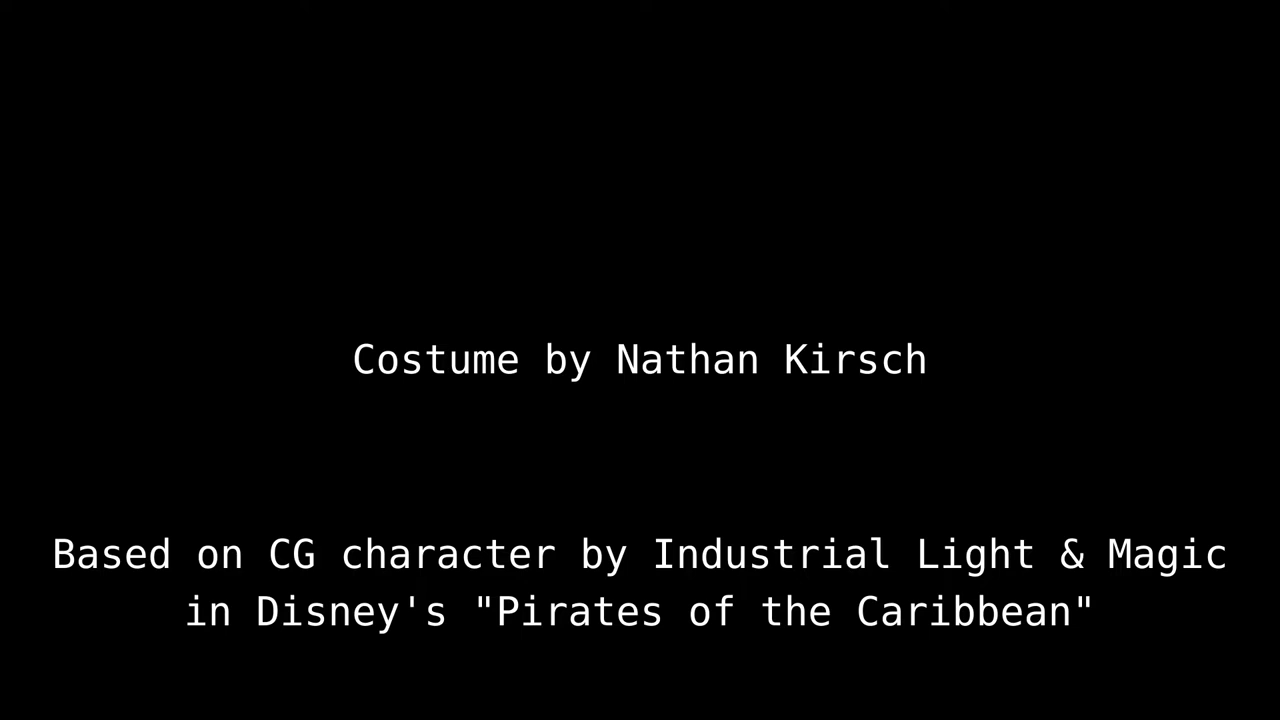 Costume by Nathan Kirsch
Based on CG character by Industrial Light & Magic
in Disney's "Pirates of the Caribbean"